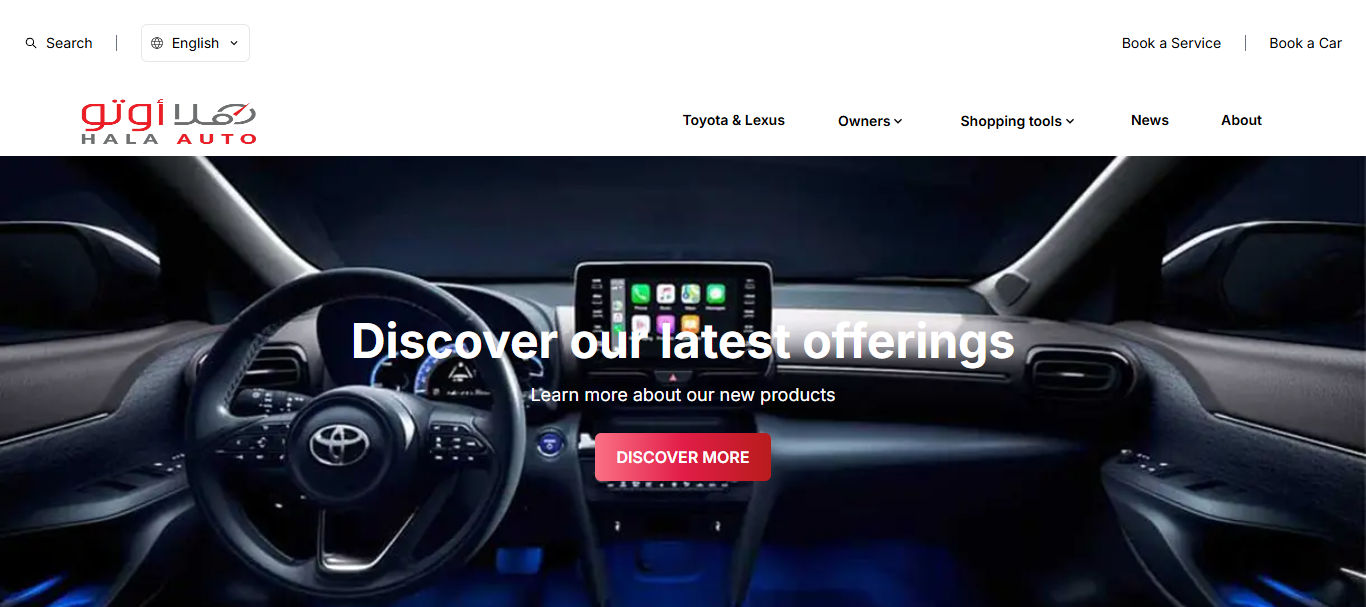 Search
English
Book a Service
Book a Car
هلا أوتو
HALA AUTO
Toyota & Lexus
Owners
Shopping tools
News
About
Discover our latest offerings
Learn more about our new products
DISCOVER MORE